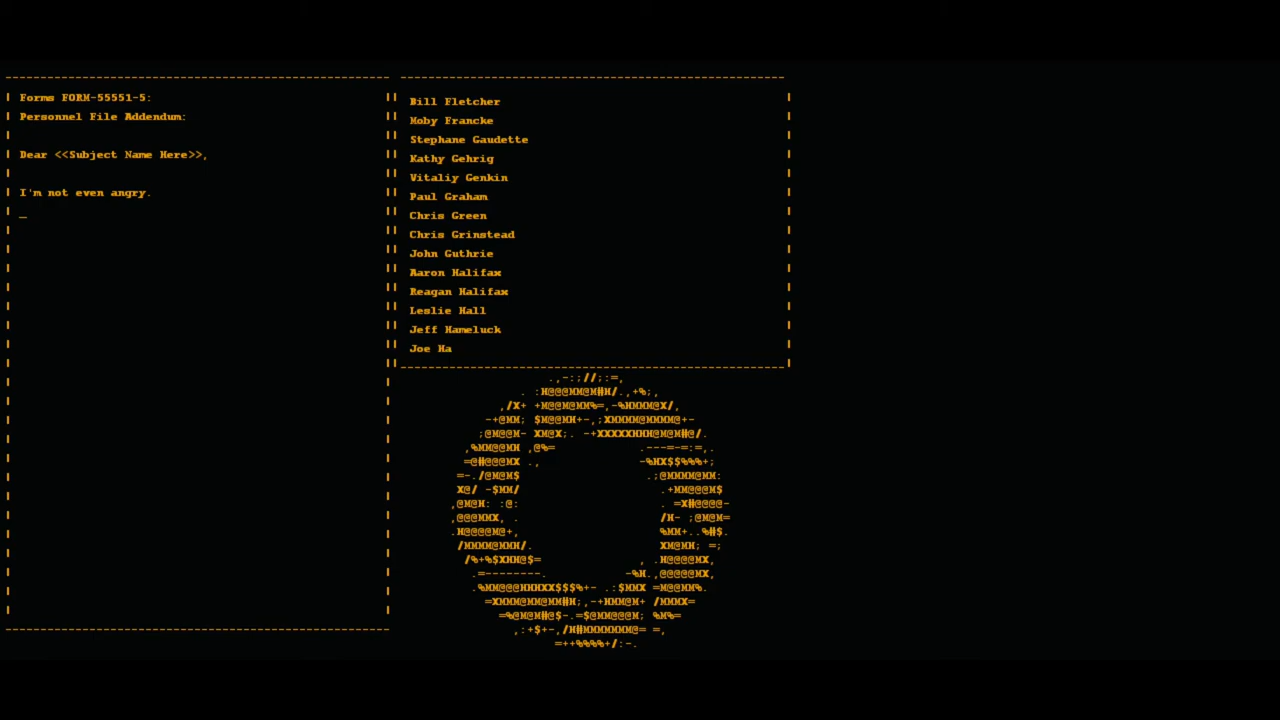 Forms FORM-55551-5:
Personnel File Addendum:
Dear <<Subject Name Here>>,
I'm not even angry.
_
Bill Fletcher
Moby Francke
Stephane Gaudette
Kathy Gehrig
Vitaliy Genkin
Paul Graham
Chris Green
Chris Grinstead
John Guthrie
Aaron Halifax
Reagan Halifax
Leslie Hall
Jeff Hameluck
Joe Ha